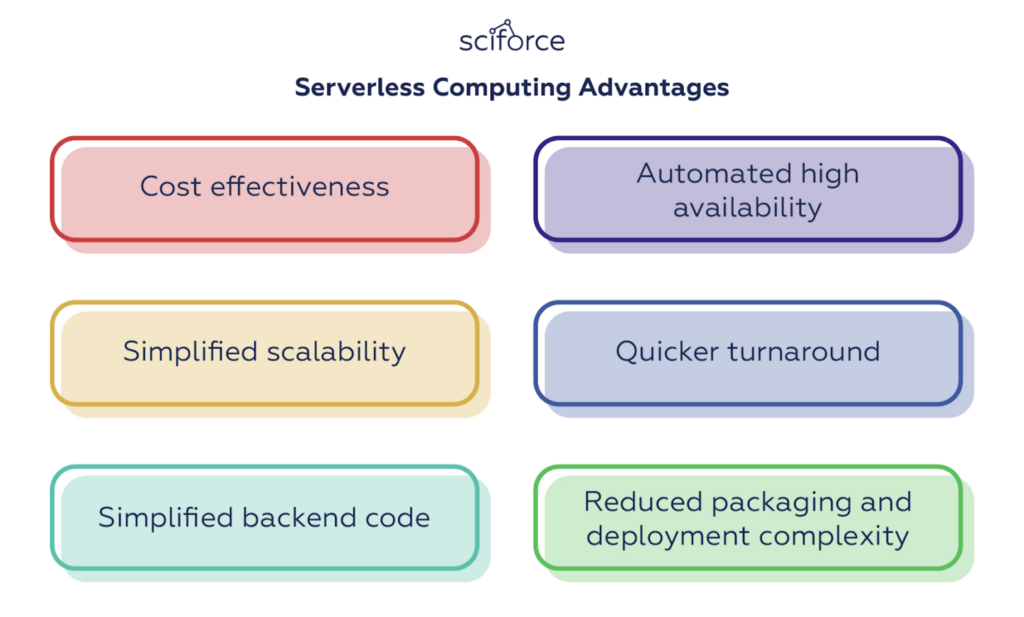 sciforce
Serverless Computing Advantages
Cost effectiveness
Automated high
availability
Simplified scalability
Quicker turnaround
Simplified backend code
Reduced packaging and
deployment complexity